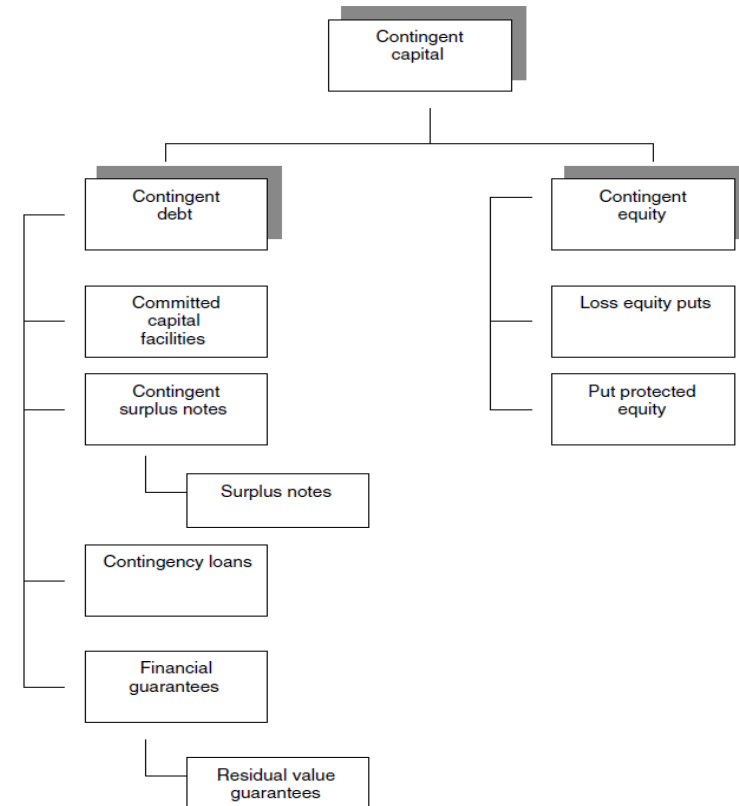 Contingent
capital
Contingent
debt
Contingent
equity
Committed
capital
facilities
Loss equity puts
Contingent
surplus notes
Put protected
equity
Surplus notes
Contingency loans
Financial
guarantees
Residual value
guarantees